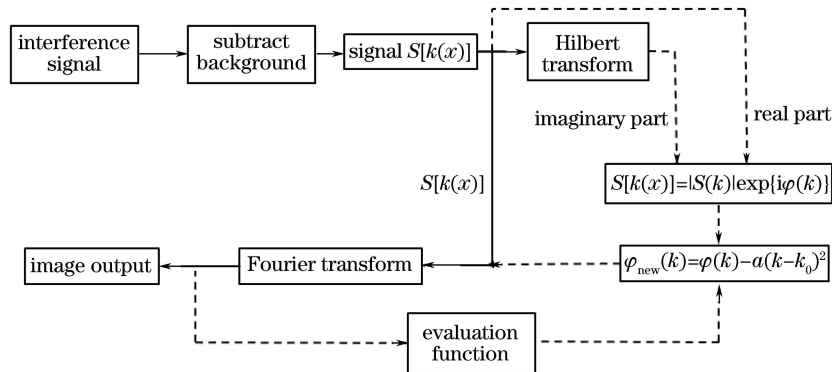 interference
signal
subtract
background
signal S[k(x)]
Hilbert
transform
imaginary part
real part
S[k(x)]
S[k(x)]=|S(k)|exp{iφ(k)}
image output
Fourier transform
φnew(k)=φ(k)−a(k−k₀)²
evaluation
function